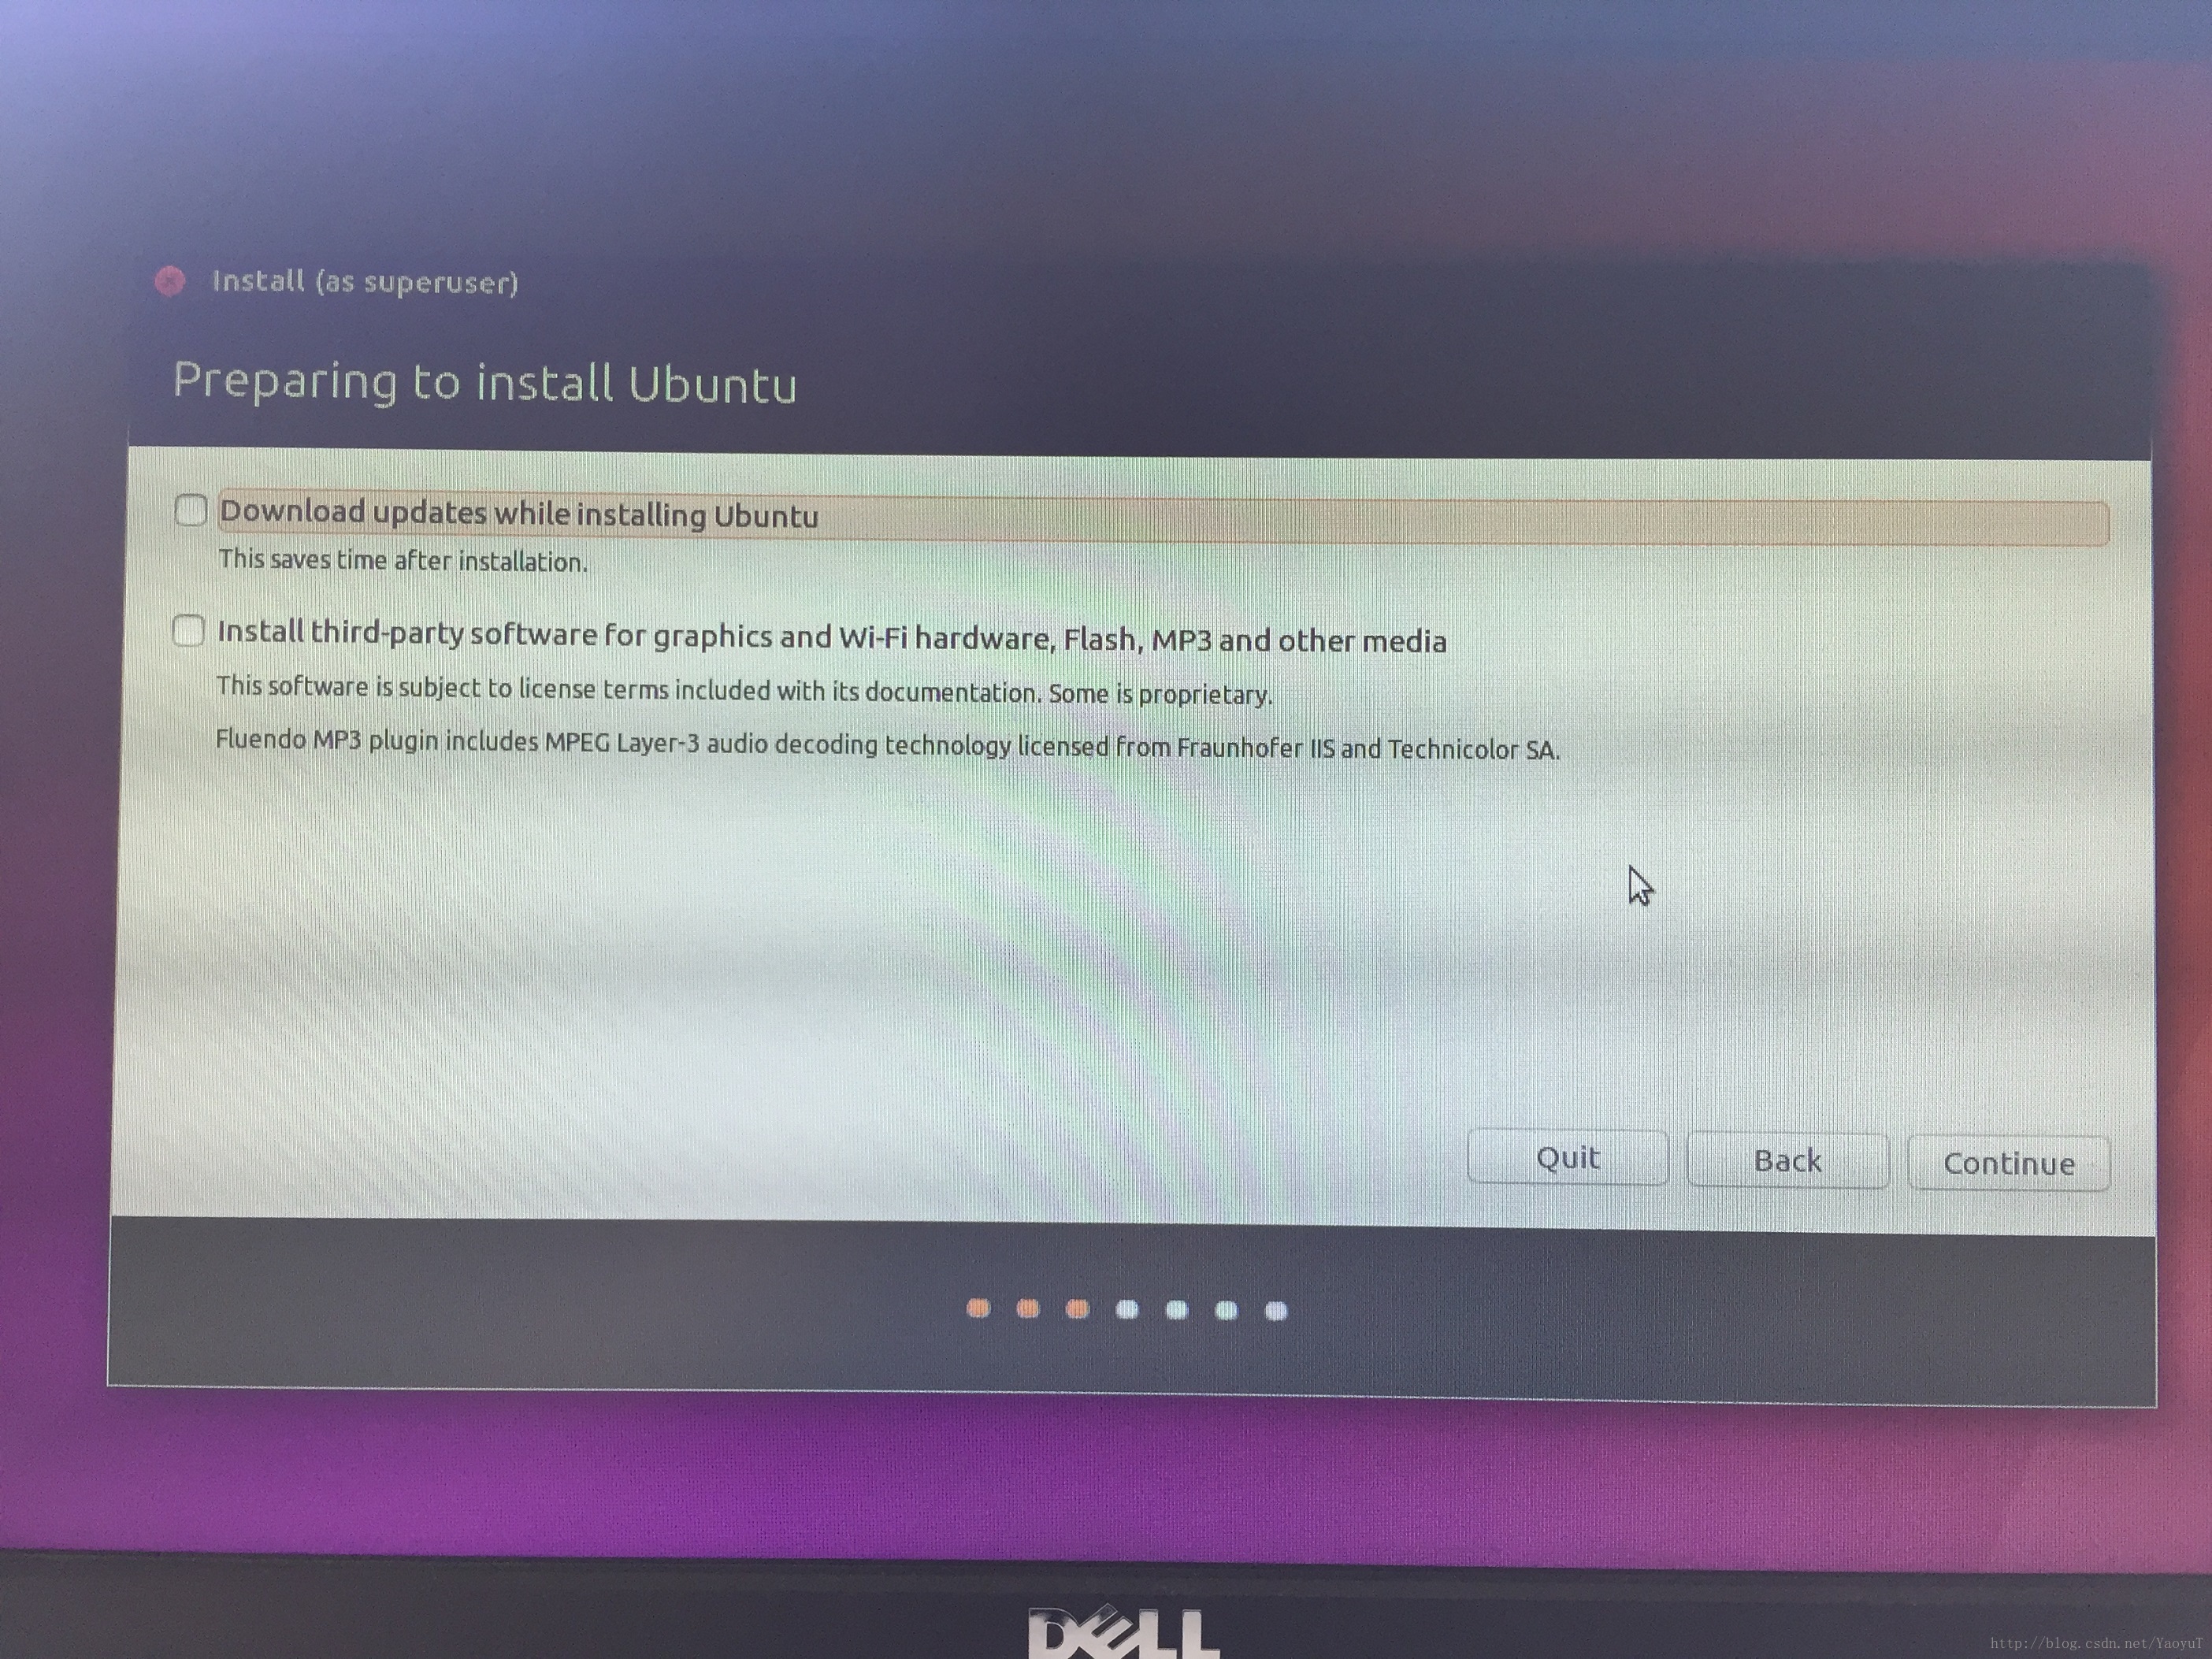 Install (as superuser)
Preparing to install Ubuntu
Download updates while installing Ubuntu
This saves time after installation.
Install third-party software for graphics and Wi-Fi hardware, Flash, MP3 and other media
This software is subject to license terms included with its documentation. Some is proprietary.
Fluendo MP3 plugin includes MPEG Layer-3 audio decoding technology licensed from Fraunhofer IIS and Technicolor SA.
Quit
Back
Continue
DELL
http://blog.csdn.net/YaoyuT